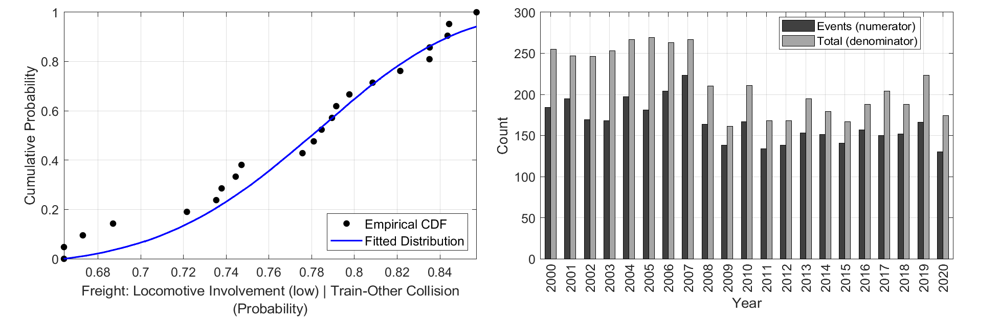 1
0.8
0.6
0.4
0.2
0
Cumulative Probability
0.68 0.7 0.72 0.74 0.76 0.78 0.8 0.82 0.84
Freight: Locomotive Involvement (low) | Train-Other Collision
(Probability)
Empirical CDF
Fitted Distribution
300
250
200
150
100
50
0
Count
Events (numerator)
Total (denominator)
2000 2001 2002 2003 2004 2005 2006 2007 2008 2009 2010 2011 2012 2013 2014 2015 2016 2017 2018 2019 2020
Year